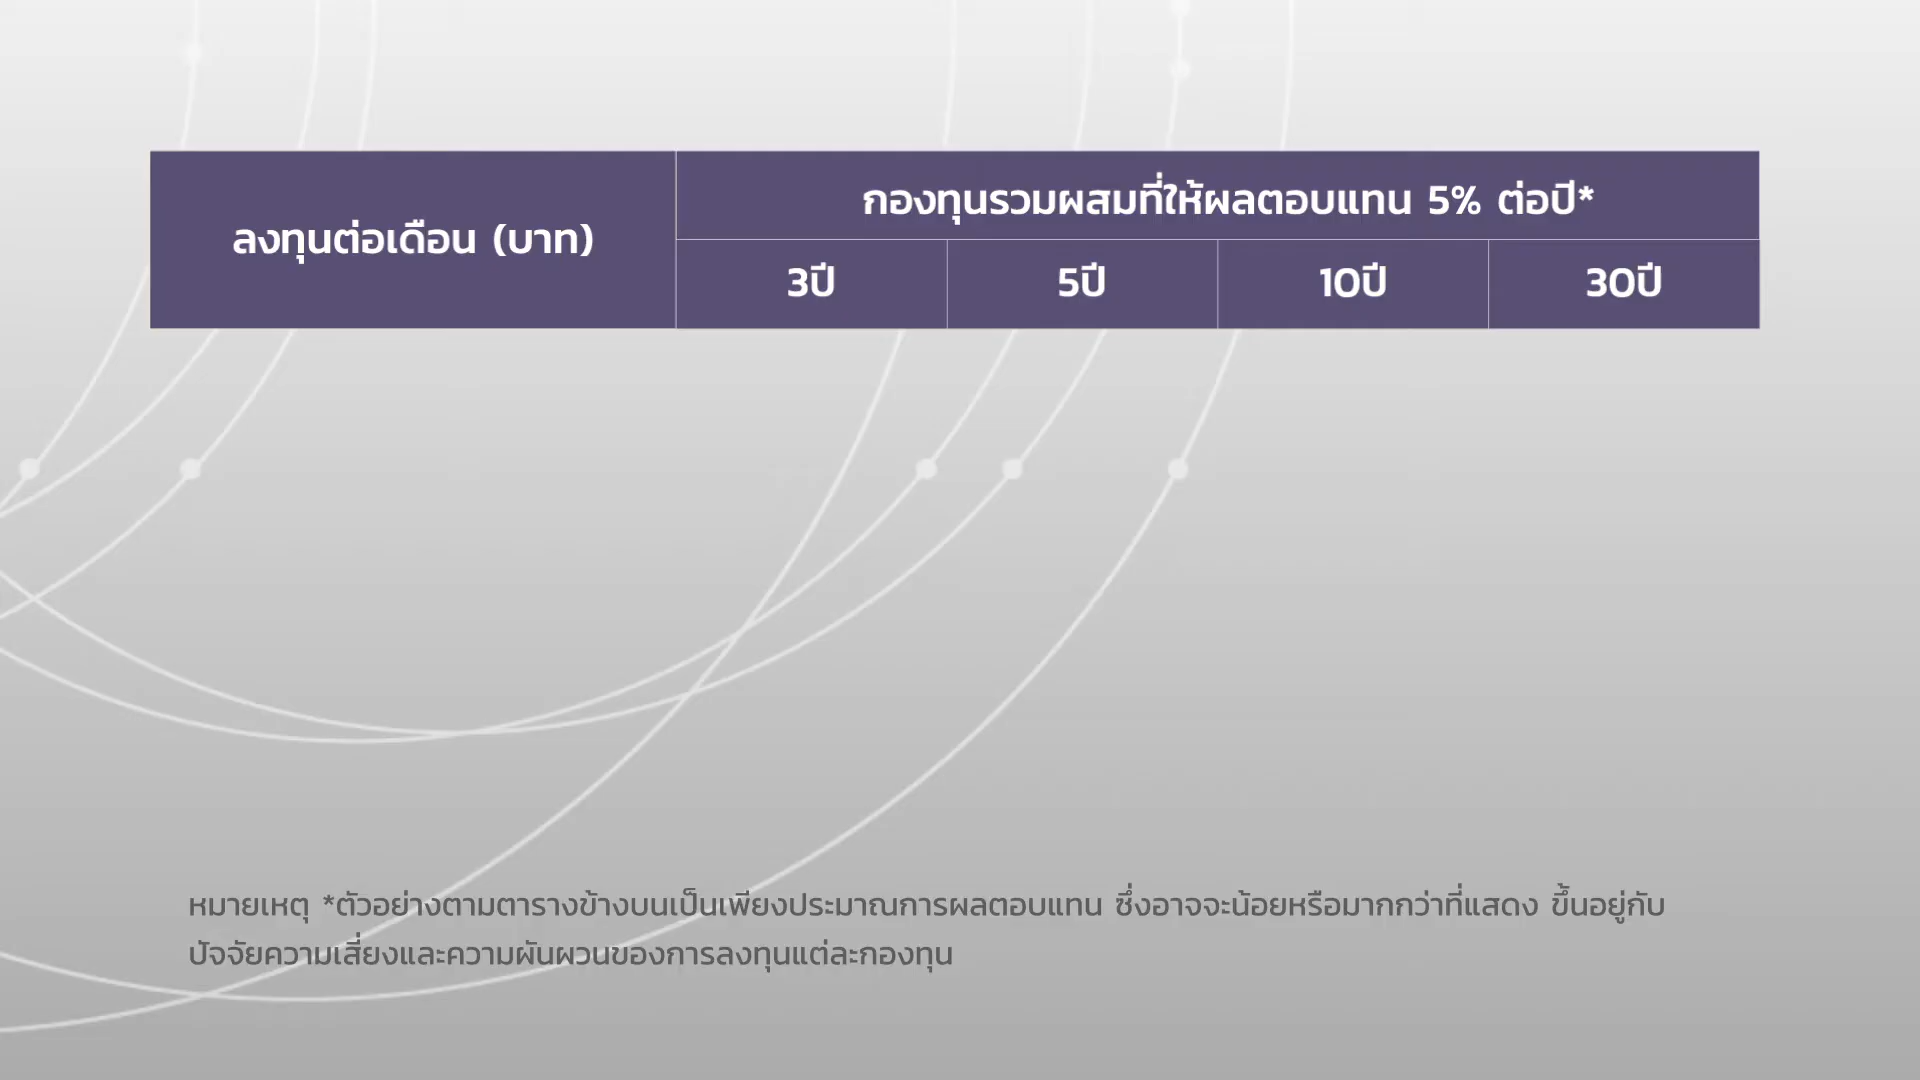 ลงทุนต่อเดือน (บาท)
กองทุนรวมผสมที่ให้ผลตอบแทน 5% ต่อปี*
3ปี
5ปี
10ปี
30ปี
หมายเหตุ *ตัวอย่างตามตารางข้างบนเป็นเพียงประมาณการผลตอบแทน ซึ่งอาจจะน้อยหรือมากกว่าที่แสดง ขึ้นอยู่กับ
ปัจจัยความเสี่ยงและความผันผวนของการลงทุนแต่ละกองทุน